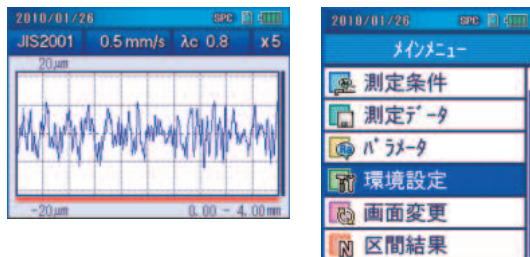 2010/01/26 SPC
JIS2001 0.5mm/s λc 0.8 x5
20μm
-20μm 0.00 - 4.00mm
2010/01/26 SPC
メインメニュー
測定条件
測定データ
パラメータ
環境設定
画面変更
区間結果